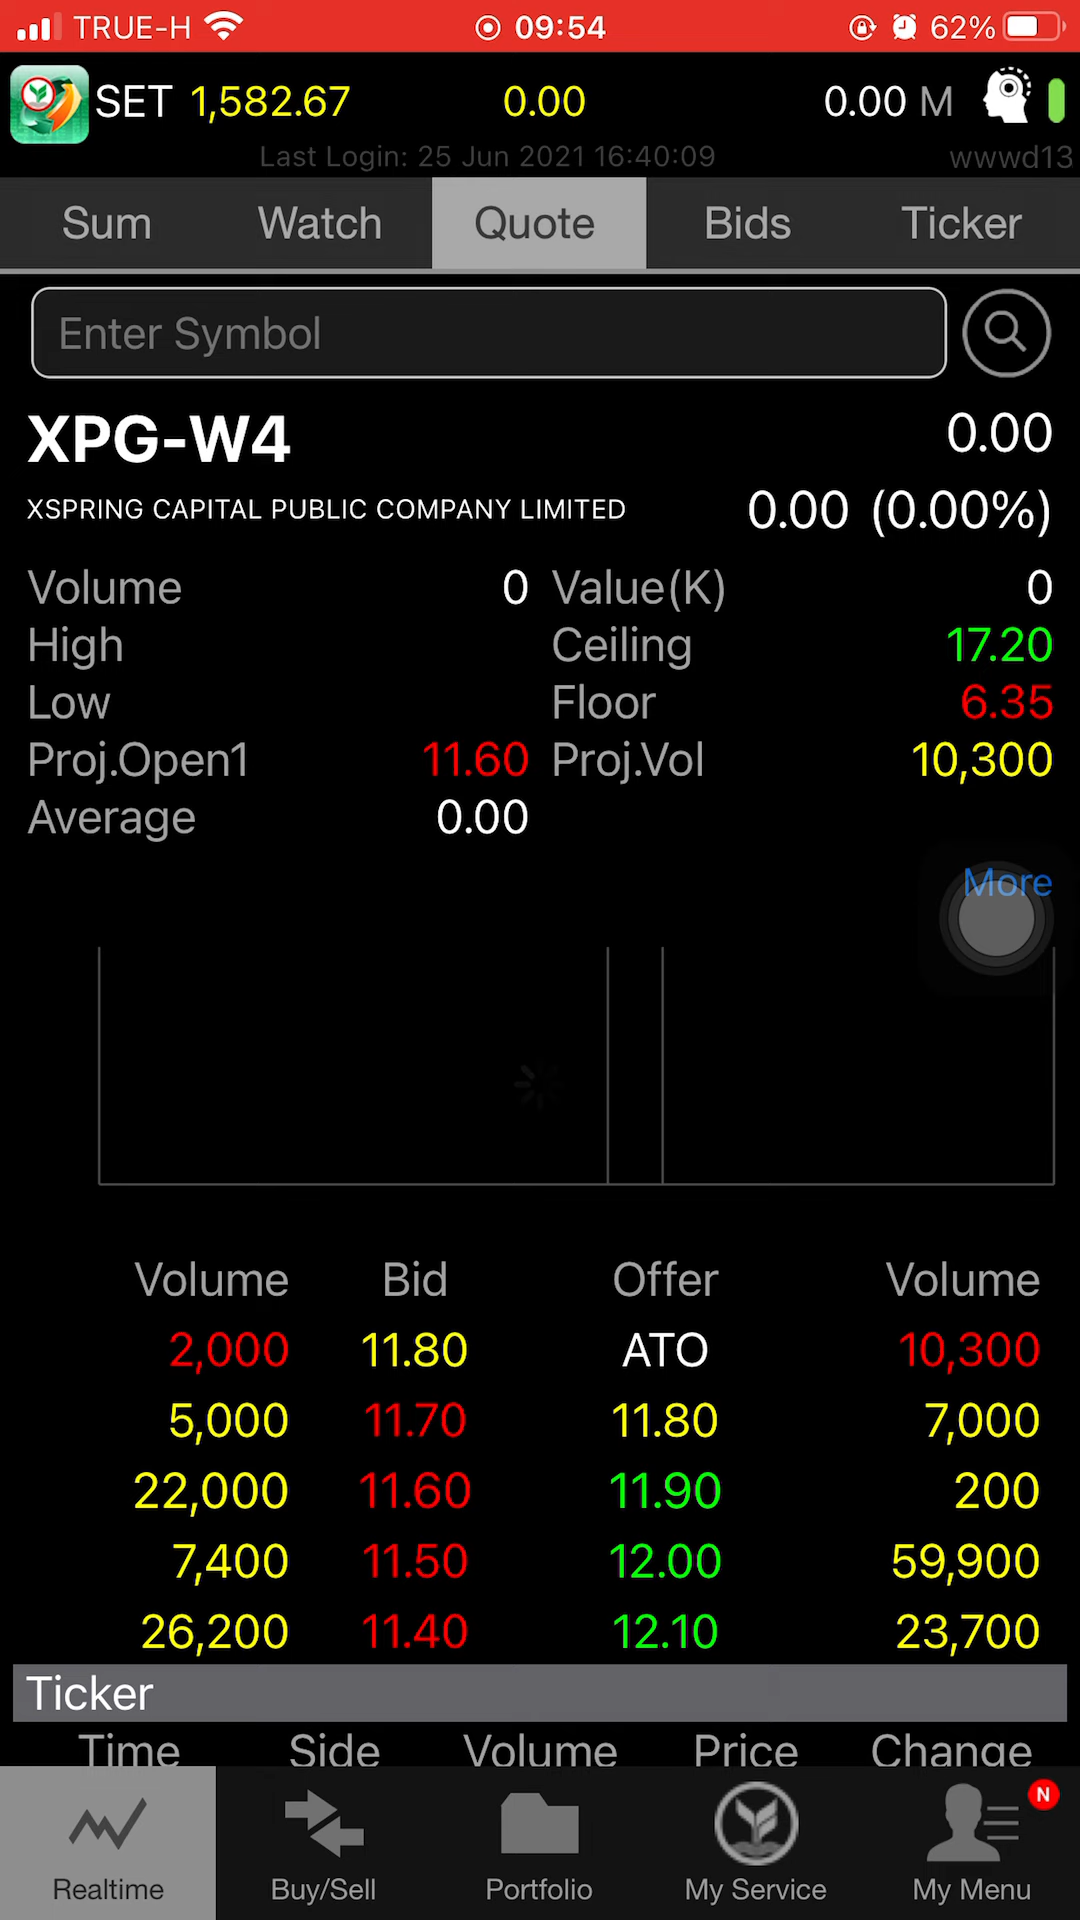 TRUE-H 09:54 62%
SET 1,582.67 0.00 0.00 M
Last Login: 25 Jun 2021 16:40:09 wwwd13
Sum Watch Quote Bids Ticker
Enter Symbol
XPG-W4 0.00
XSPRING CAPITAL PUBLIC COMPANY LIMITED 0.00 (0.00%)
Volume 0 Value(K) 0
High Ceiling 17.20
Low Floor 6.35
Proj.Open1 11.60 Proj.Vol 10,300
Average 0.00
More
Volume Bid Offer Volume
2,000 11.80 ATO 10,300
5,000 11.70 11.80 7,000
22,000 11.60 11.90 200
7,400 11.50 12.00 59,900
26,200 11.40 12.10 23,700
Ticker
Time Side Volume Price Change
N
Realtime Buy/Sell Portfolio My Service My Menu